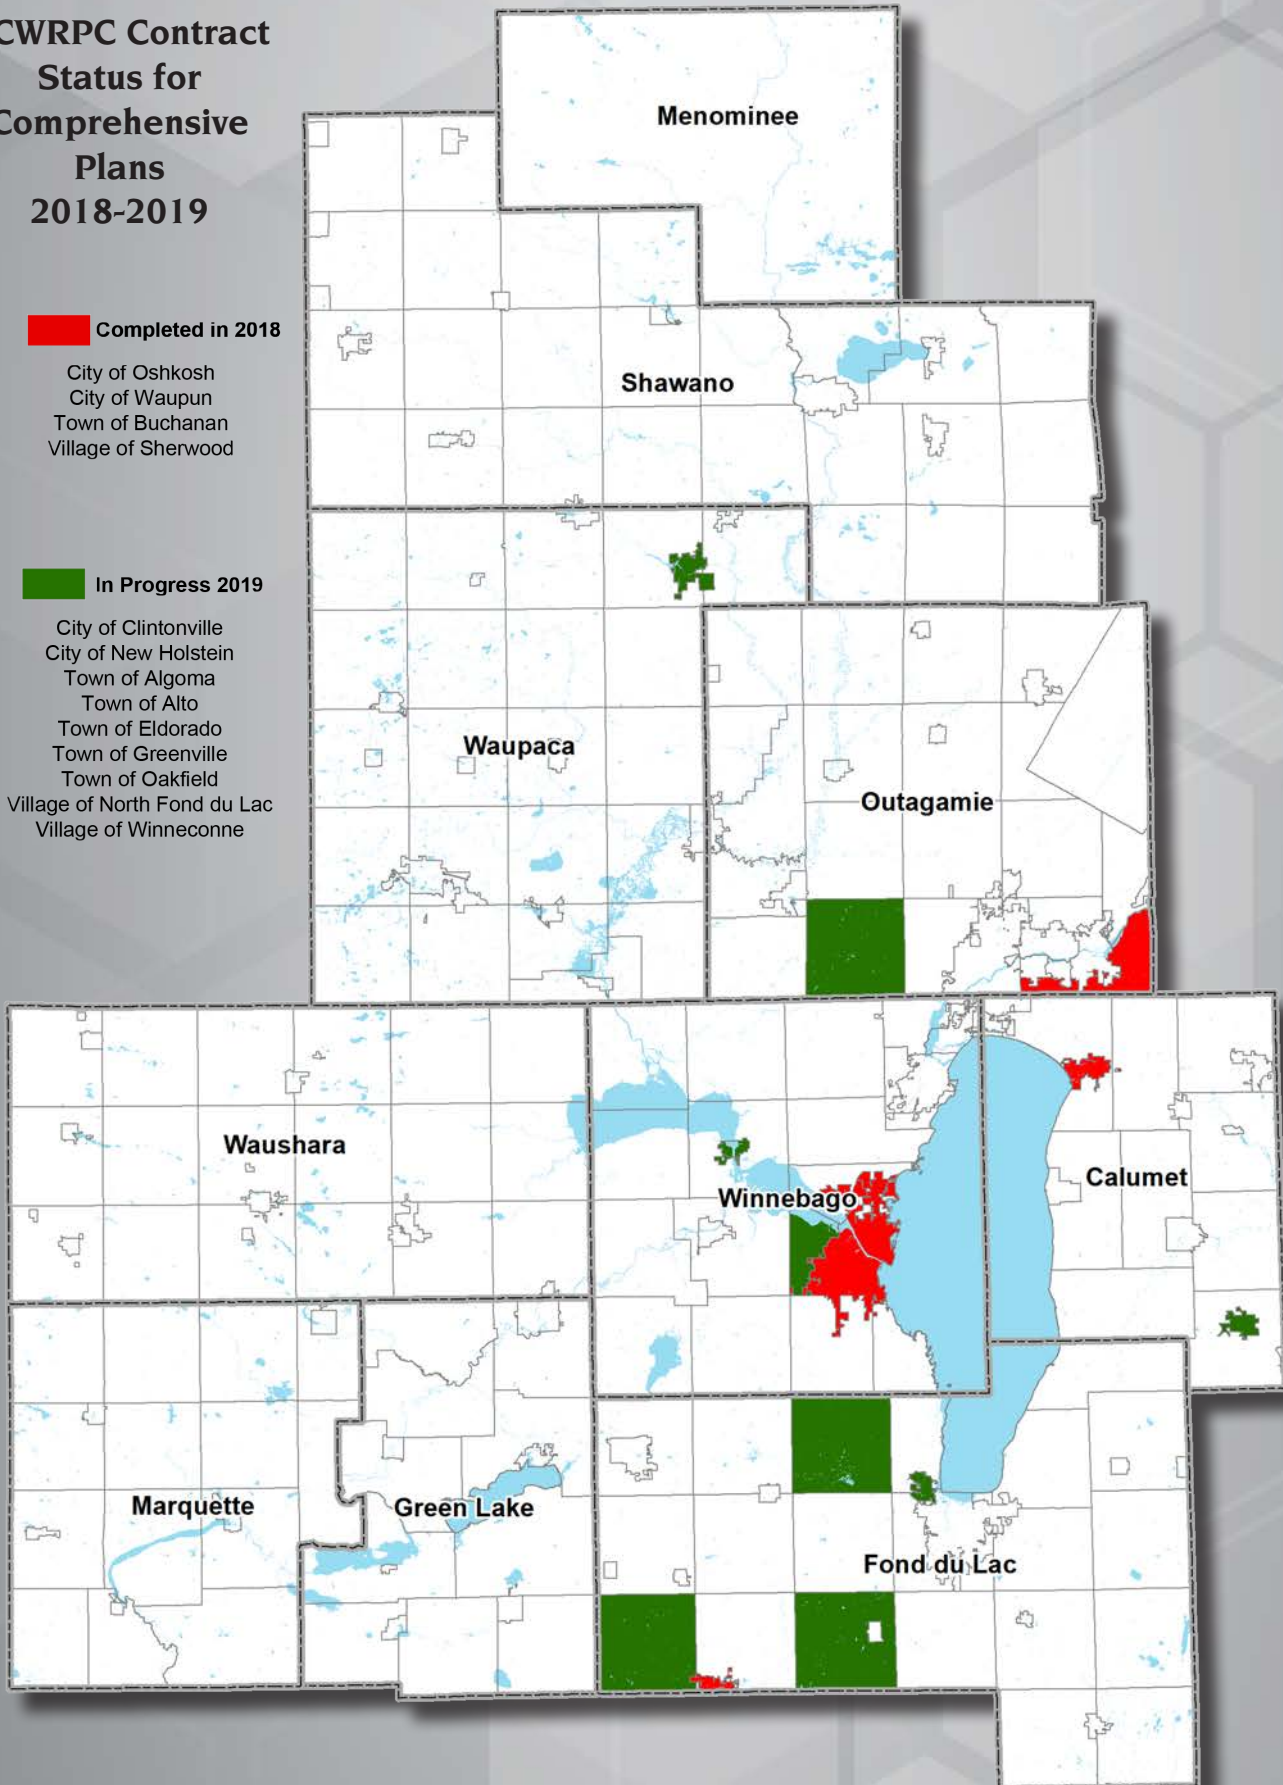 CWRPC Contract
Status for
Comprehensive
Plans
2018-2019
Completed in 2018
City of Oshkosh
City of Waupun
Town of Buchanan
Village of Sherwood
In Progress 2019
City of Clintonville
City of New Holstein
Town of Algoma
Town of Alto
Town of Eldorado
Town of Greenville
Town of Oakfield
Village of North Fond du Lac
Village of Winneconne
Menominee
Shawano
Waupaca
Outagamie
Waushara
Winnebago
Calumet
Marquette
Green Lake
Fond du Lac